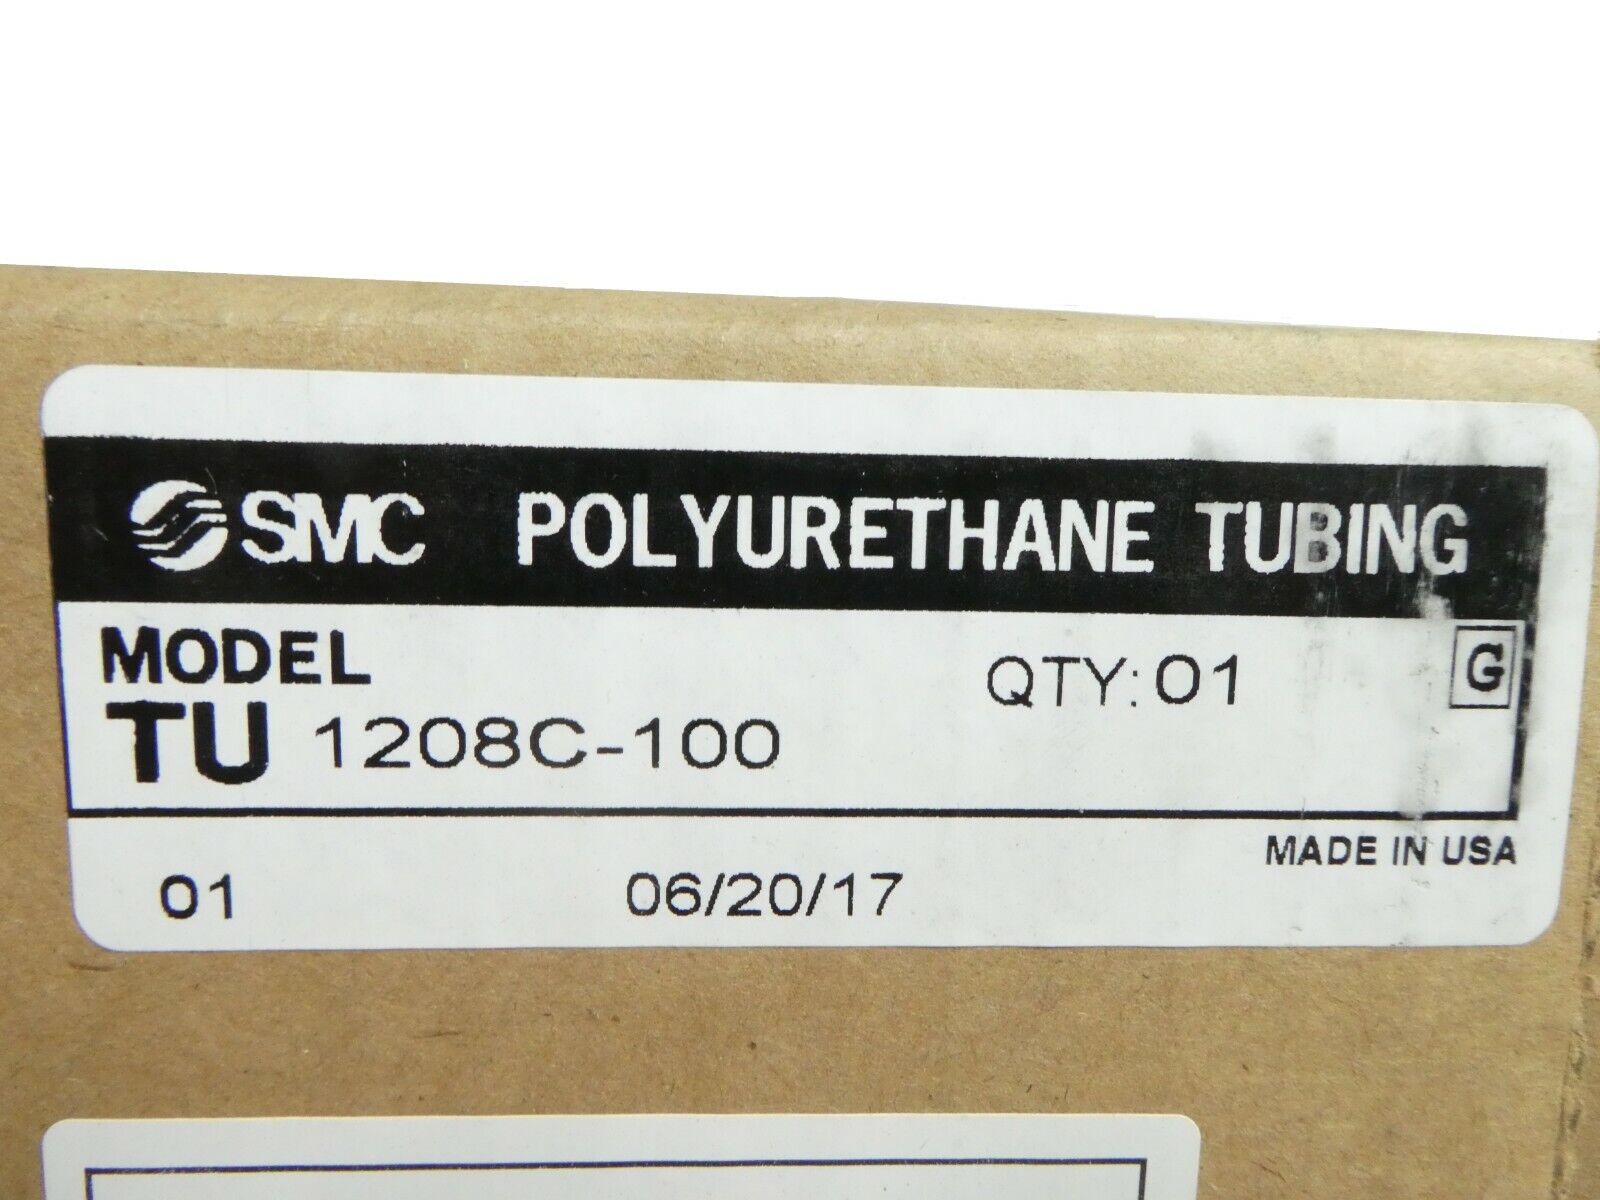 SMC POLYURETHANE TUBING
MODEL
QTY: 01 G
TU 1208C-100
MADE IN USA
01 06/20/17